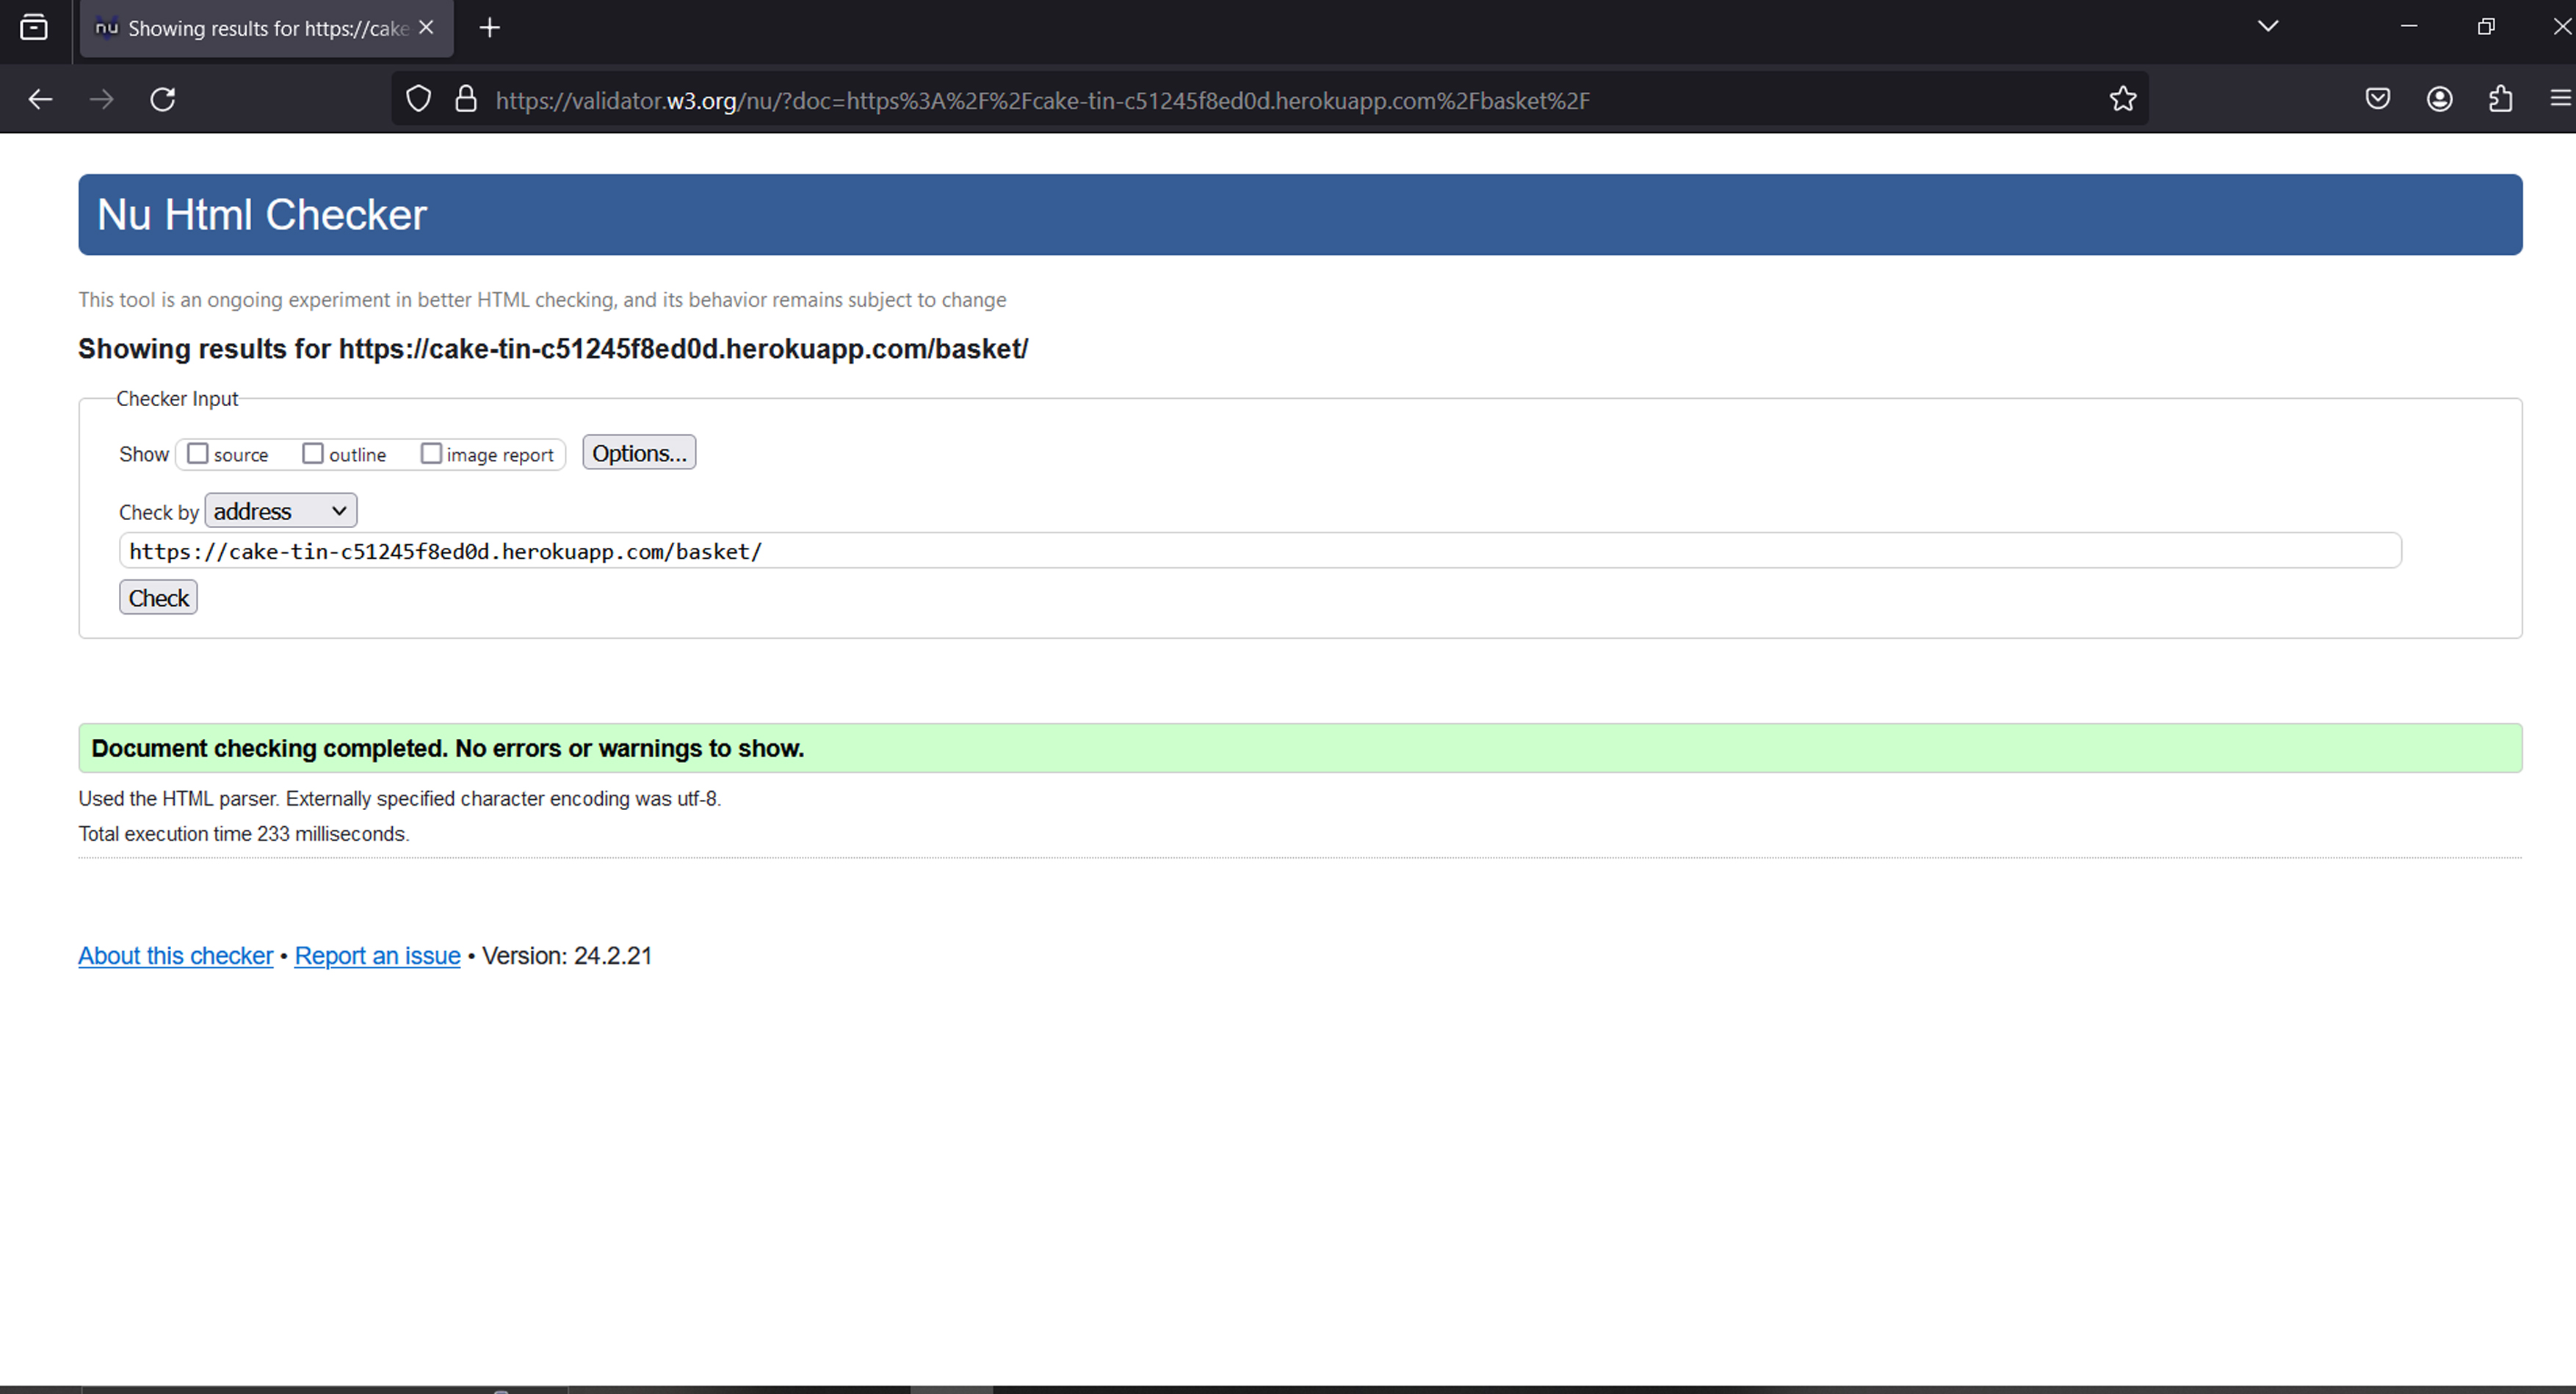 nu Showing results for https://cake
https://validator.w3.org/nu/?doc=https%3A%2F%2Fcake-tin-c51245f8ed0d.herokuapp.com%2Fbasket%2F
Nu Html Checker
This tool is an ongoing experiment in better HTML checking, and its behavior remains subject to change
Showing results for https://cake-tin-c51245f8ed0d.herokuapp.com/basket/
Checker Input
Show source outline image report Options...
Check by address
https://cake-tin-c51245f8ed0d.herokuapp.com/basket/
Check
Document checking completed. No errors or warnings to show.
Used the HTML parser. Externally specified character encoding was utf-8.
Total execution time 233 milliseconds.
About this checker • Report an issue • Version: 24.2.21